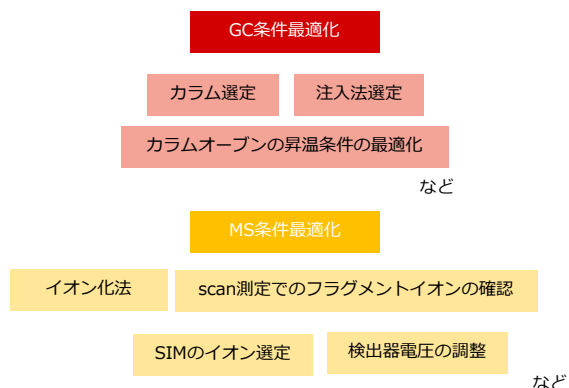 GC条件最適化
カラム選定
注入法選定
カラムオーブンの昇温条件の最適化
など
MS条件最適化
イオン化法
scan測定でのフラグメントイオンの確認
SIMのイオン選定
検出器電圧の調整
など